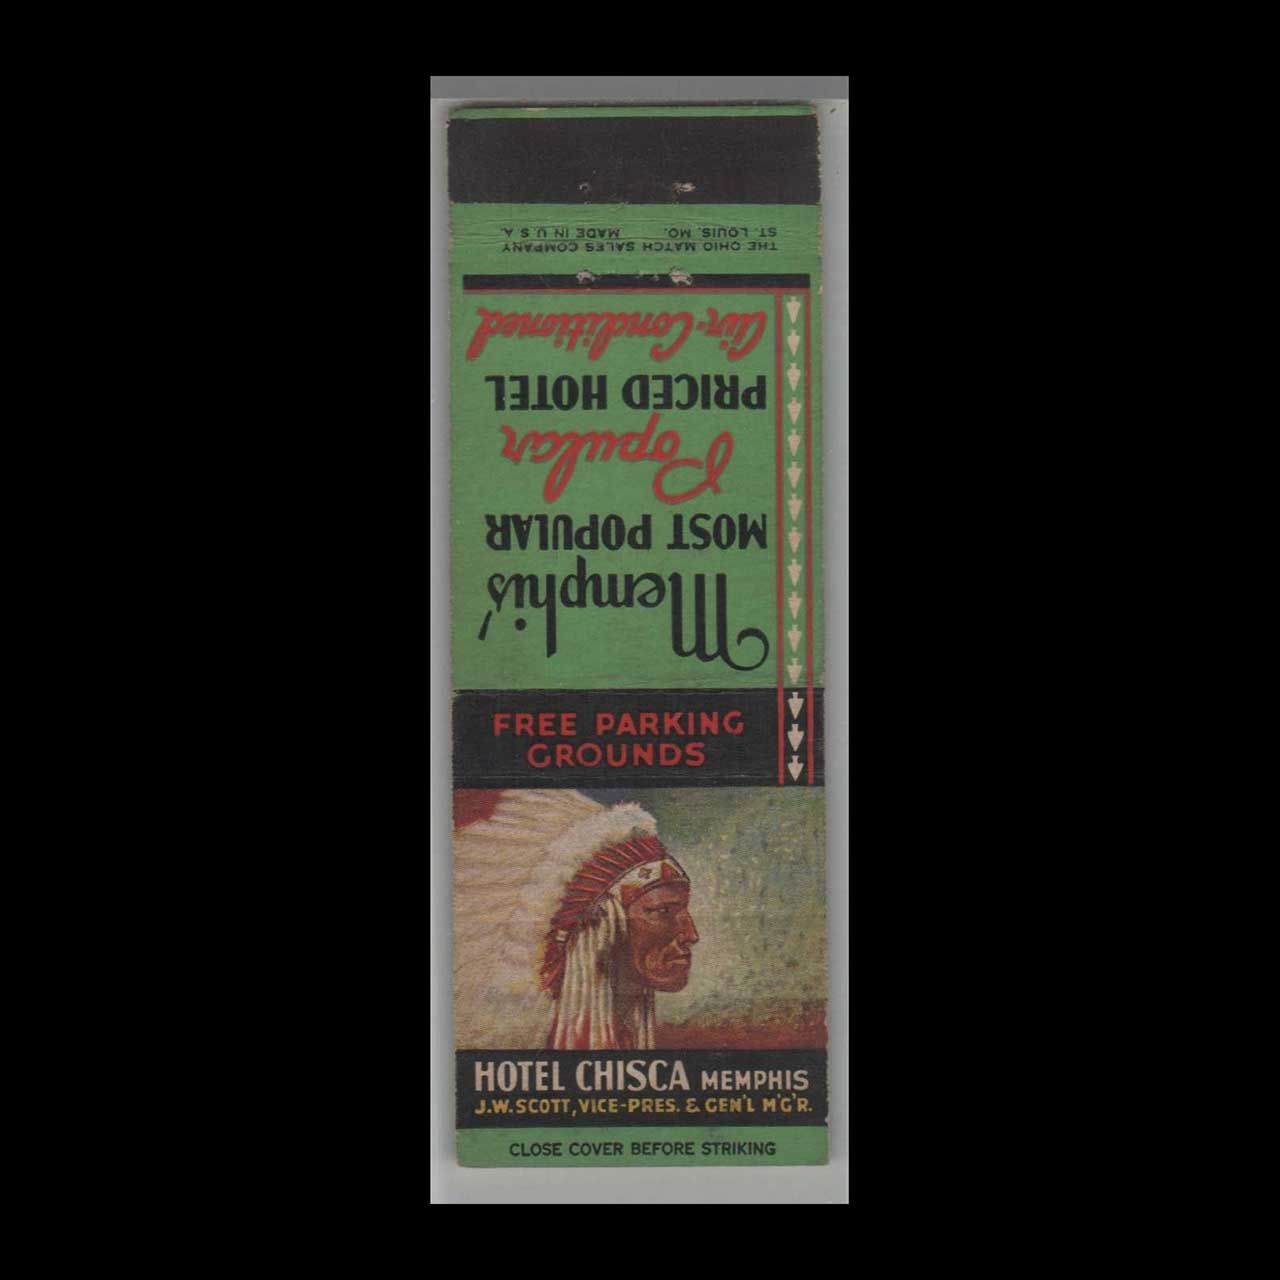 THE OHIO MATCH SALES COMPANY
ST. LOUIS, MO. MADE IN U S A.
Memphis'
MOST POPULAR
Popular
PRICED HOTEL
Air-Conditioned
FREE PARKING
GROUNDS
HOTEL CHISCA MEMPHIS
J.W. SCOTT, VICE-PRES. & GEN'L M'G'R.
CLOSE COVER BEFORE STRIKING